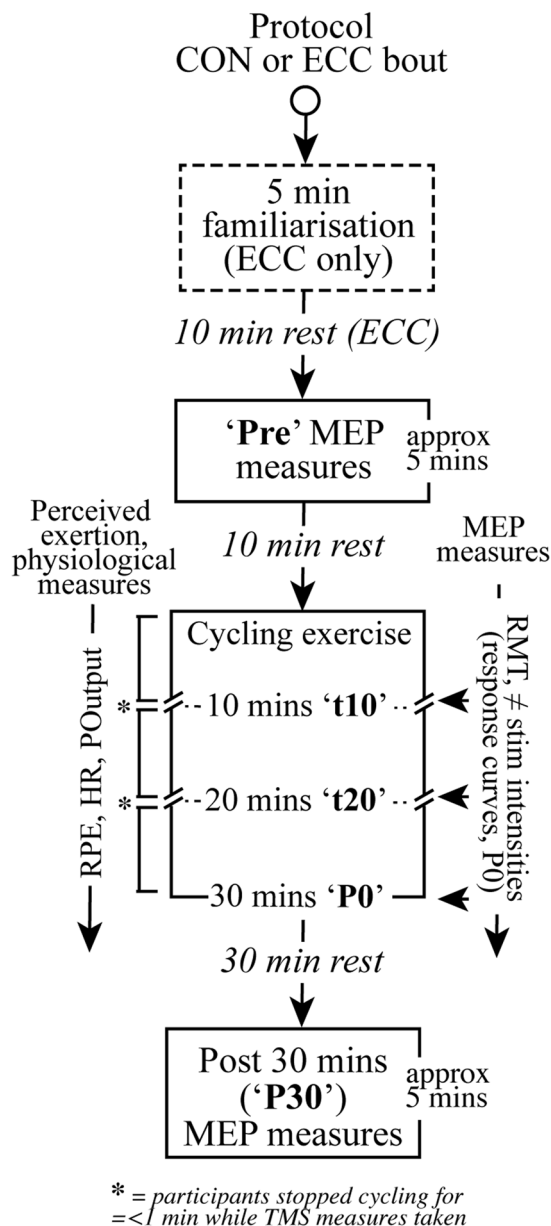 Protocol
CON or ECC bout
5 min
familiarisation
(ECC only)
10 min rest (ECC)
‘Pre’ MEP
measures
approx
5 mins
Perceived
exertion,
physiological
measures
10 min rest
MEP
measures
Cycling exercise
* 10 mins ‘t10’
* 20 mins ‘t20’
30 mins ‘P0’
RPE, HR, POutput
RMT, ≠ stim intensities
(response curves, P0)
30 min rest
Post 30 mins
(‘P30’)
MEP measures
approx
5 mins
* = participants stopped cycling for
=<1 min while TMS measures taken